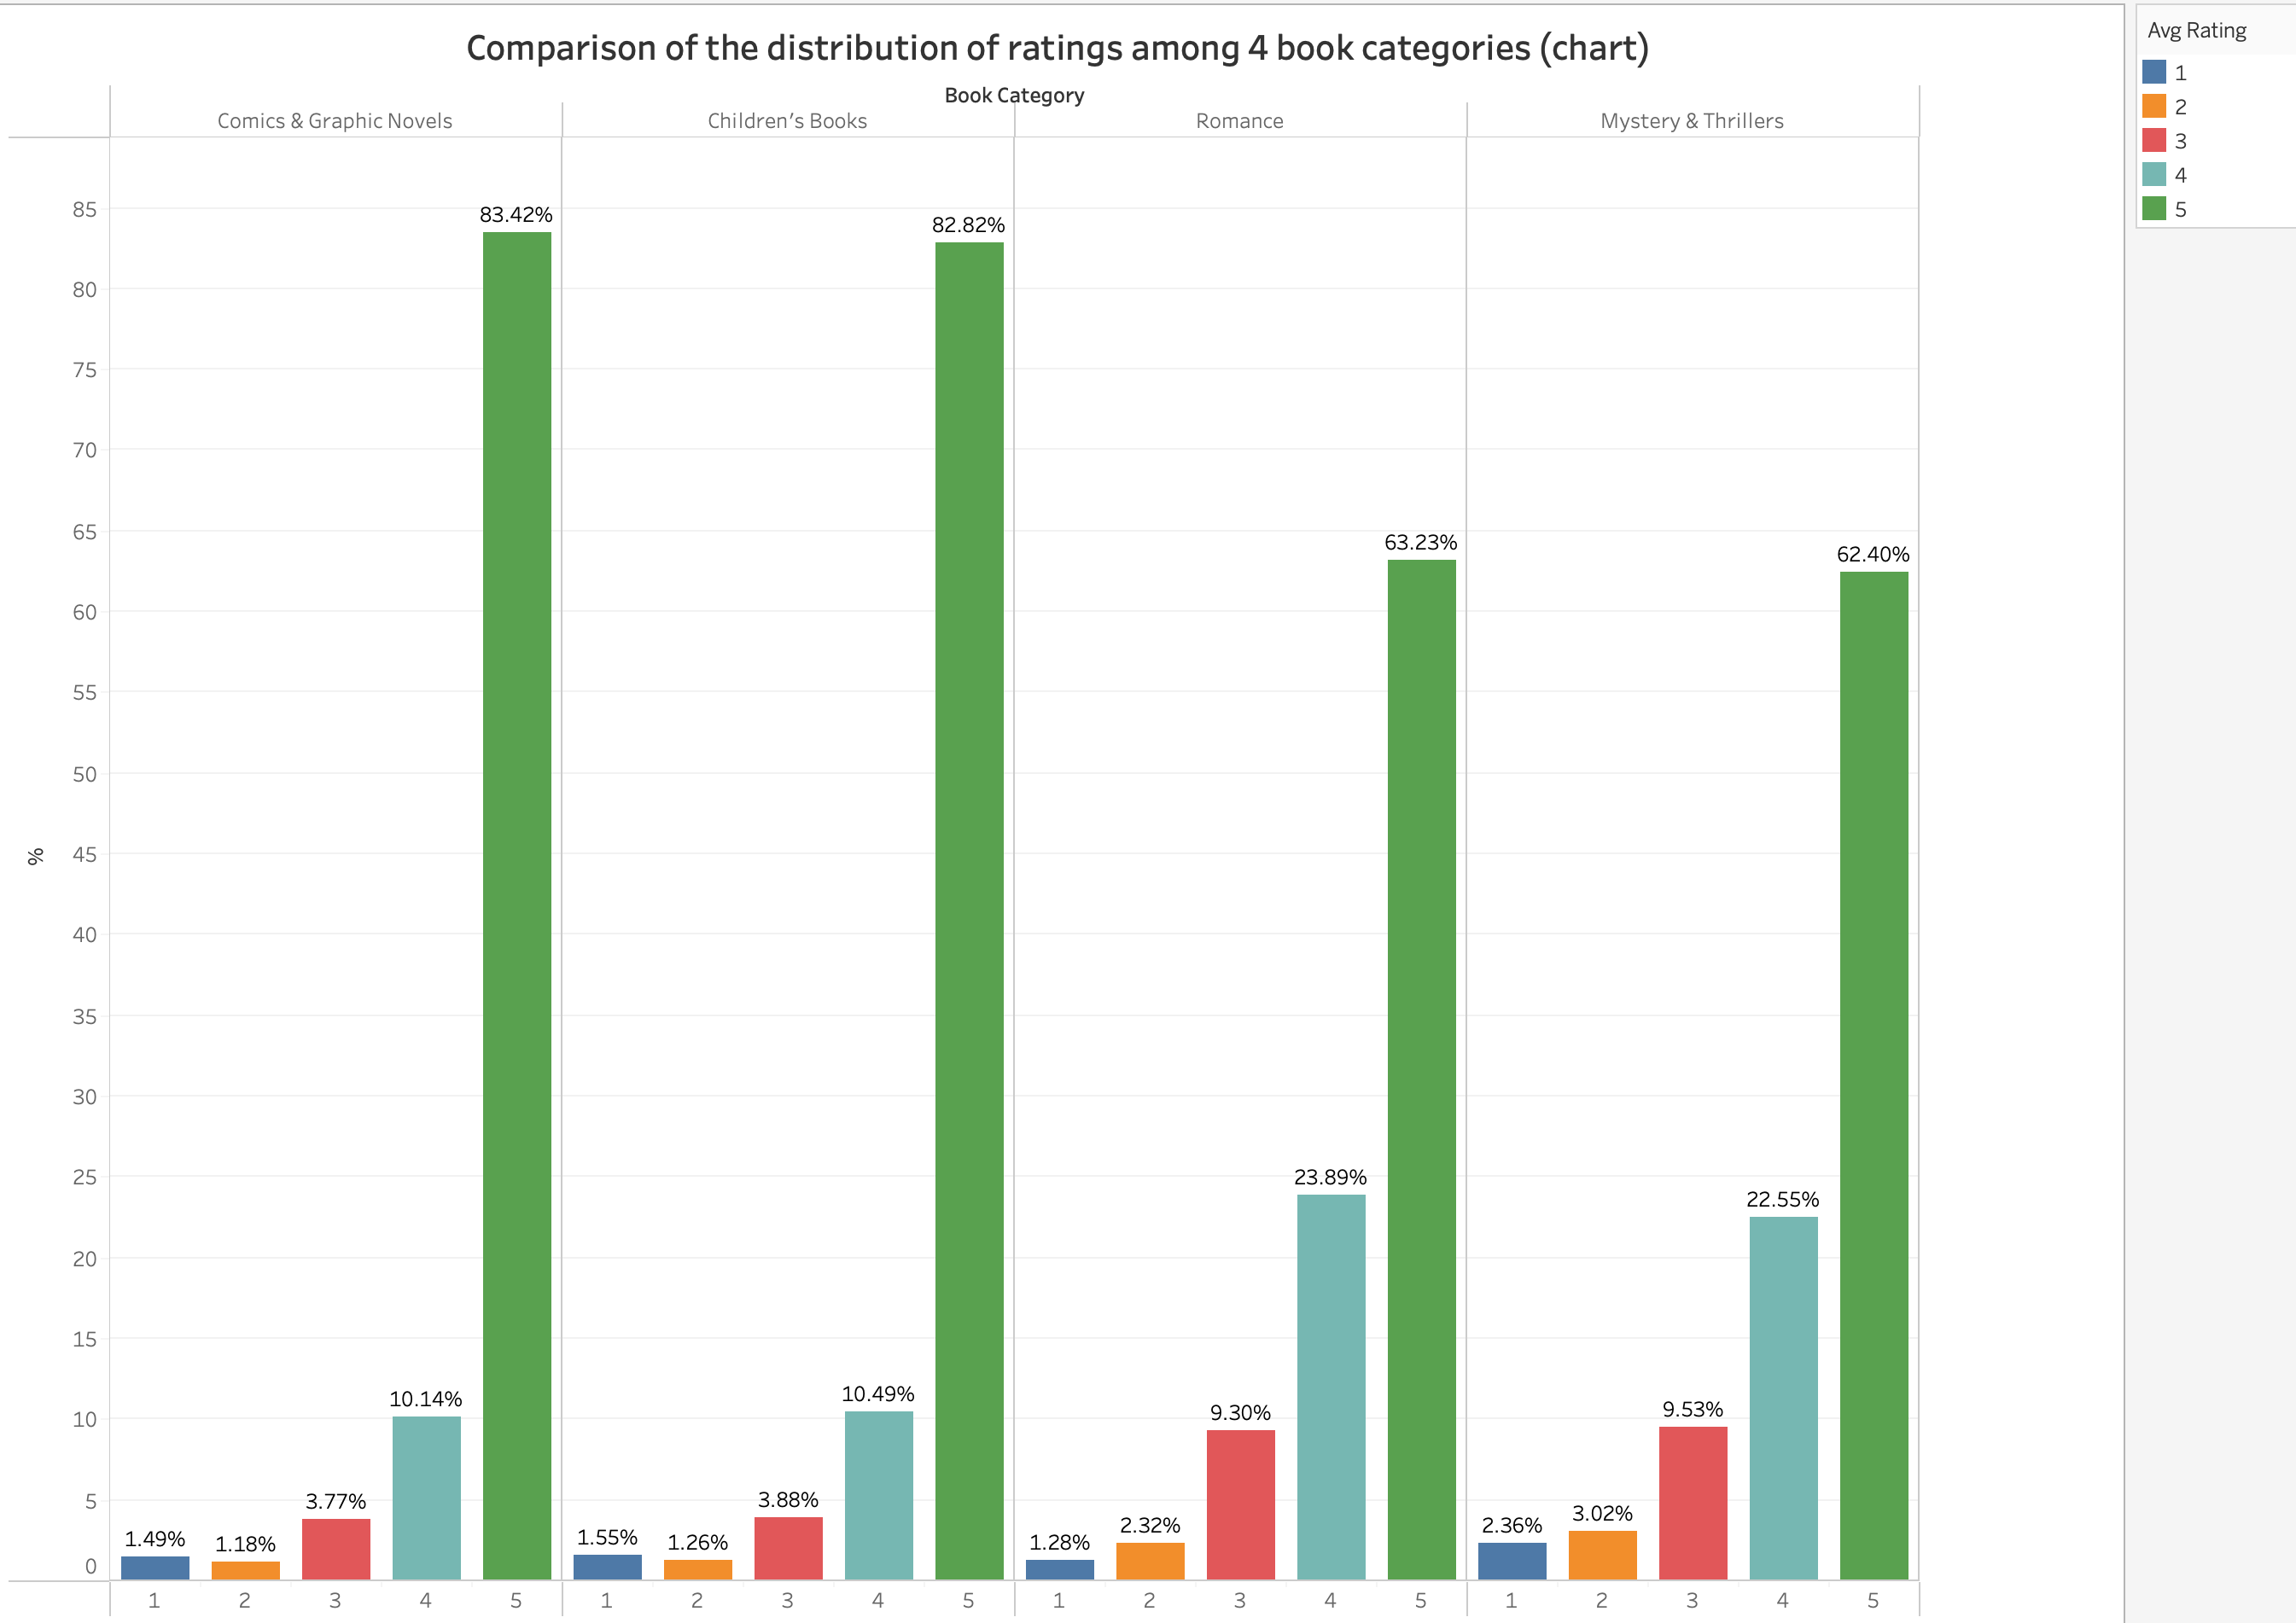 Comparison of the distribution of ratings among 4 book categories (chart)
Book Category
Comics & Graphic Novels Children's Books Romance Mystery & Thrillers
85
80
75
70
65
60
55
50
45
40
35
30
25
20
15
10
5
0
%
1.49% 1.18% 3.77% 10.14% 83.42%
1.55% 1.26% 3.88% 10.49% 82.82%
1.28% 2.32% 9.30% 23.89% 63.23%
2.36% 3.02% 9.53% 22.55% 62.40%
1 2 3 4 5 1 2 3 4 5 1 2 3 4 5 1 2 3 4 5
Avg Rating
1
2
3
4
5